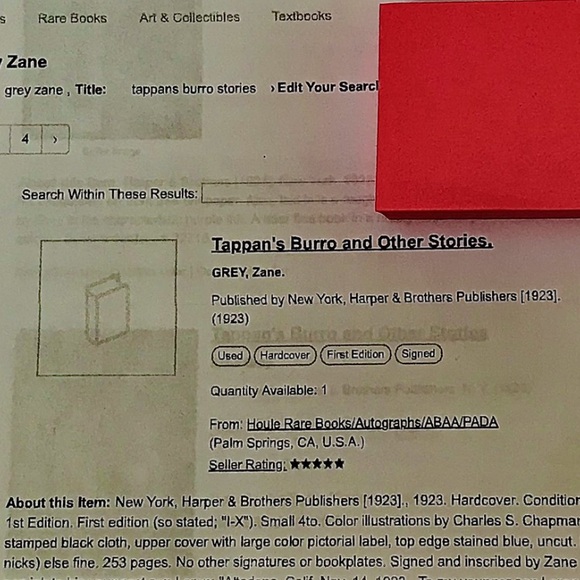 Rare Books Art & Collectibles Textbooks
Zane
grey zane , Title: tappans burro stories › Edit Your Search
4 ›
Search Within These Results:
Tappan's Burro and Other Stories.
GREY, Zane.
Published by New York, Harper & Brothers Publishers [1923].
(1923)
Used Hardcover First Edition Signed
Quantity Available: 1
From: Houle Rare Books/Autographs/ABAA/PADA
(Palm Springs, CA, U.S.A.)
Seller Rating: ★★★★★
About this Item: New York, Harper & Brothers Publishers [1923]., 1923. Hardcover. Condition
1st Edition. First edition (so stated; "I-X"). Small 4to. Color illustrations by Charles S. Chapman
stamped black cloth, upper cover with large color pictorial label, top edge stained blue, uncut.
nicks) else fine. 253 pages. No other signatures or bookplates. Signed and inscribed by Zane